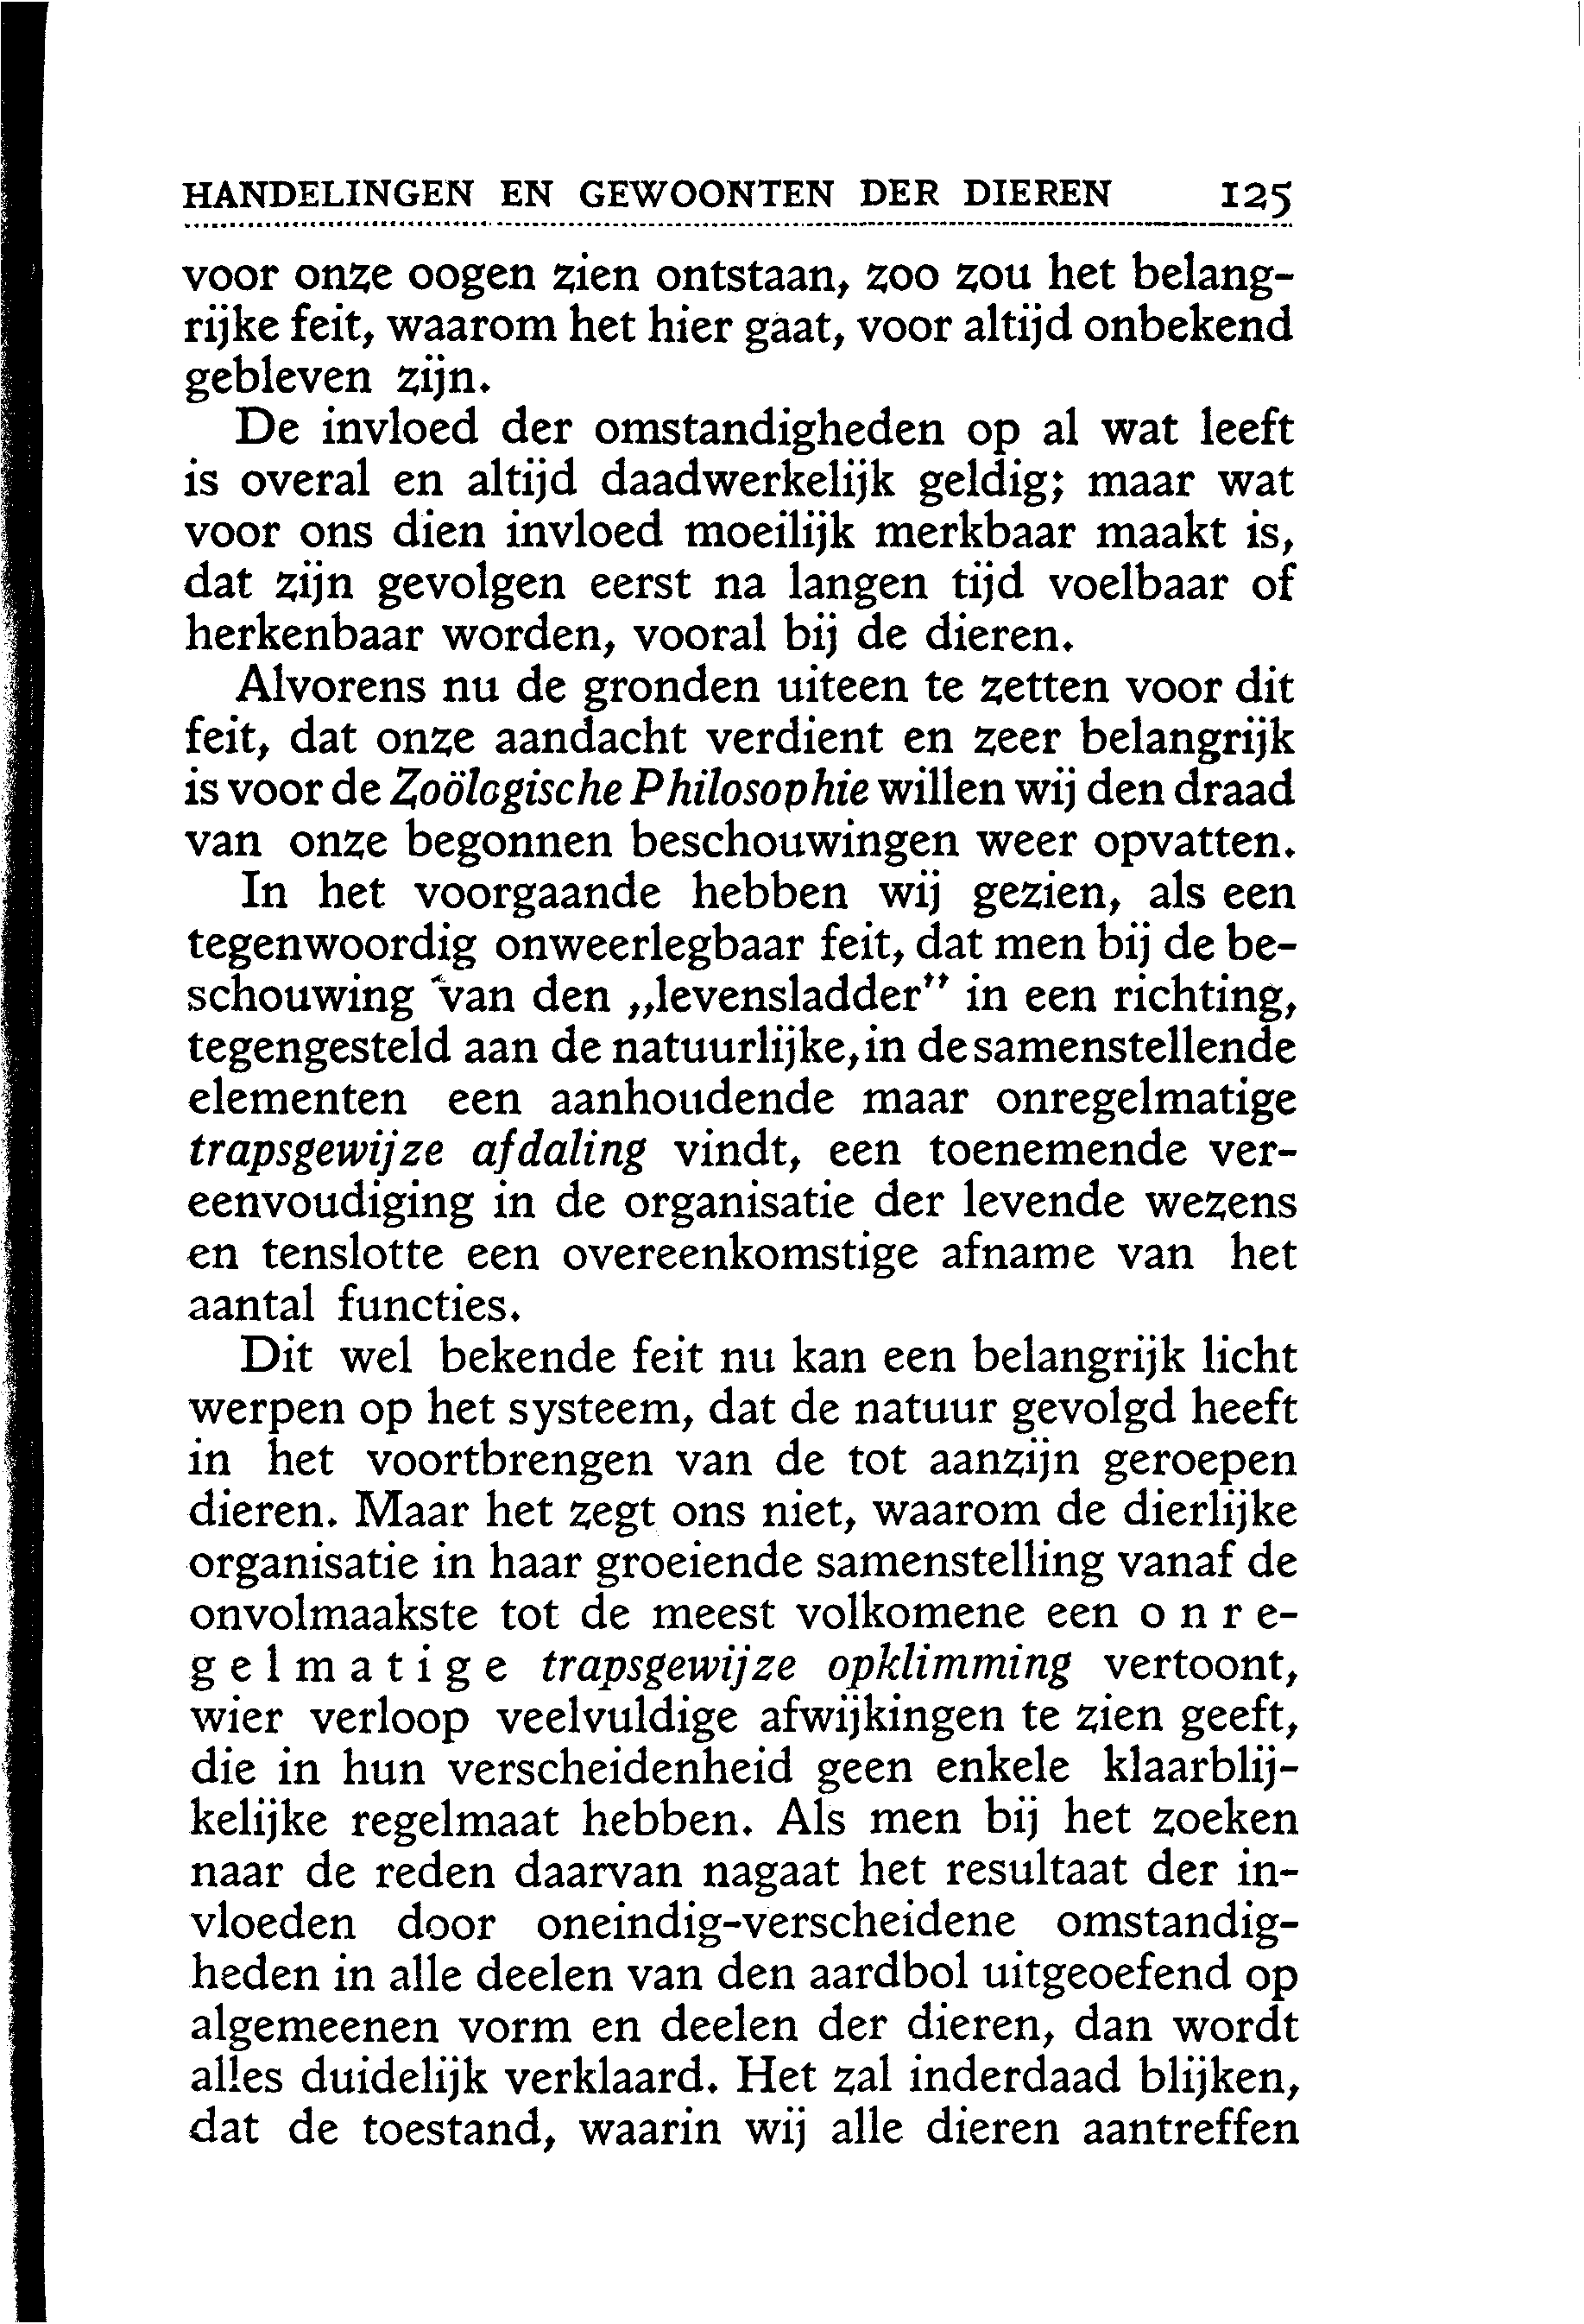 HANDELINGEN EN GEWOONTEN DER DIEREN 125
voor onze oogen zien ontstaan, zoo zou het belang-
rijke feit, waarom het hier gaat, voor altijd onbekend
gebleven zijn.
De invloed der omstandigheden op al wat leeft
is overal en altijd daadwerkelijk geldig; maar wat
voor ons dien invloed moeilijk merkbaar maakt is,
dat zijn gevolgen eerst na langen tijd voelbaar of
herkenbaar worden, vooral bij de dieren.
Alvorens nu de gronden uiteen te zetten voor dit
feit, dat onze aandacht verdient en zeer belangrijk
is voor de Zoölogische Philosophie willen wij den draad
van onze begonnen beschouwingen weer opvatten.
In het voorgaande hebben wij gezien, als een
tegenwoordig onweerlegbaar feit, dat men bij de be-
schouwing van den „levensladder” in een richting,
tegengesteld aan de natuurlijke, in de samenstellende
elementen een aanhoudende maar onregelmatige
trapsgewijze afdaling vindt, een toenemende ver-
eenvoudiging in de organisatie der levende wezens
en tenslotte een overeenkomstige afname van het
aantal functies.
Dit wel bekende feit nu kan een belangrijk licht
werpen op het systeem, dat de natuur gevolgd heeft
in het voortbrengen van de tot aanzijn geroepen
dieren. Maar het zegt ons niet, waarom de dierlijke
organisatie in haar groeiende samenstelling vanaf de
onvolmaakste tot de meest volkomene een o n r e-
g e l m a t i g e trapsgewijze opklimming vertoont,
wier verloop veelvuldige afwijkingen te zien geeft,
die in hun verscheidenheid geen enkele klaarblij-
kelijke regelmaat hebben. Als men bij het zoeken
naar de reden daarvan nagaat het resultaat der in-
vloeden door oneindig-verscheidene omstandig-
heden in alle deelen van den aardbol uitgeoefend op
algemeenen vorm en deelen der dieren, dan wordt
alles duidelijk verklaard. Het zal inderdaad blijken,
dat de toestand, waarin wij alle dieren aantreffen